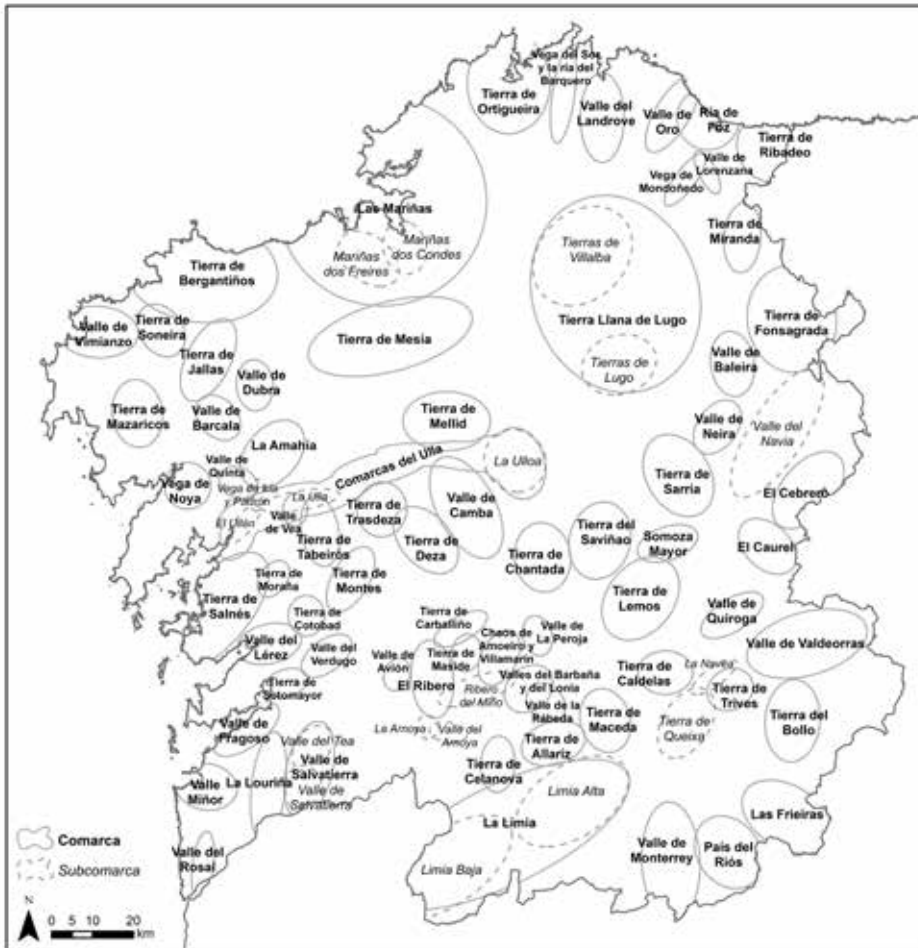 Vega del Sor
y la ría del
Barquero
Tierra de
Ortigueira
Valle del
Landrove
Valle de
Oro
Ría de
Foz
Tierra de
Ribadeo
Valle de
Lorenzana
Vega de
Mondoñedo
Las Mariñas
Mariñas
dos Condes
Mariñas
dos Freires
Tierras de
Villalba
Tierra de
Miranda
Tierra de
Bergantiños
Tierra Llana de Lugo
Tierra de
Fonsagrada
Valle de
Vimianzo
Tierra de
Soneira
Tierra de Mesia
Tierra de
Jallas
Tierras de
Lugo
Valle de
Baleira
Valle de
Dubra
Tierra de
Mazaricos
Valle de
Barcala
Tierra de
Mellid
Valle de
Neira
Valle del
Navia
La Amahía
Comarcas del Ulla
La Ulloa
Valle de
Quinta
Vega de Iria
y Padrón
Vega de
Noya
La Ulla
Tierra de
Sarria
El Cebrero
El Ullán
Valle
de Vea
Tierra de
Trasdeza
Valle de
Camba
Tierra de
Tabeirós
Tierra de
Deza
Tierra del
Saviñao
Somoza
Mayor
El Caurel
Tierra de
Chantada
Tierra de
Moraña
Tierra de
Montes
Tierra de
Salnés
Tierra de
Lemos
Tierra de
Cotobad
Valle de
Quiroga
Tierra de
Carballiño
Chaos de
Amoeiro y
Villamarín
Valle de
La Peroja
Valle del
Lérez
Valle del
Verdugo
Valle de
Avión
Tierra de
Maside
Valle de Valdeorras
El Ribero
Ribero
del Miño
Valles del Barbaña
y del Lonia
Tierra de
Caldelas
La Navea
Tierra de
Trives
Tierra de
Sotomayor
Valle de la
Rabeda
Tierra de
Maceda
Tierra de
Queixa
Tierra del
Bollo
Valle de
Fragoso
La Arnoya
Valle del
Arnoya
Tierra de
Allariz
Valle del Tea
Valle de
Salvatierra
Valle de
Salvatierra
Tierra de
Celanova
Valle
Miñor
La Louriña
Limia Alta
La Limia
Las Frieiras
Valle de
Monterrey
País del
Riós
Valle del
Rosal
Limia Baja
Comarca
Subcomarca
N
0 5 10 20
km